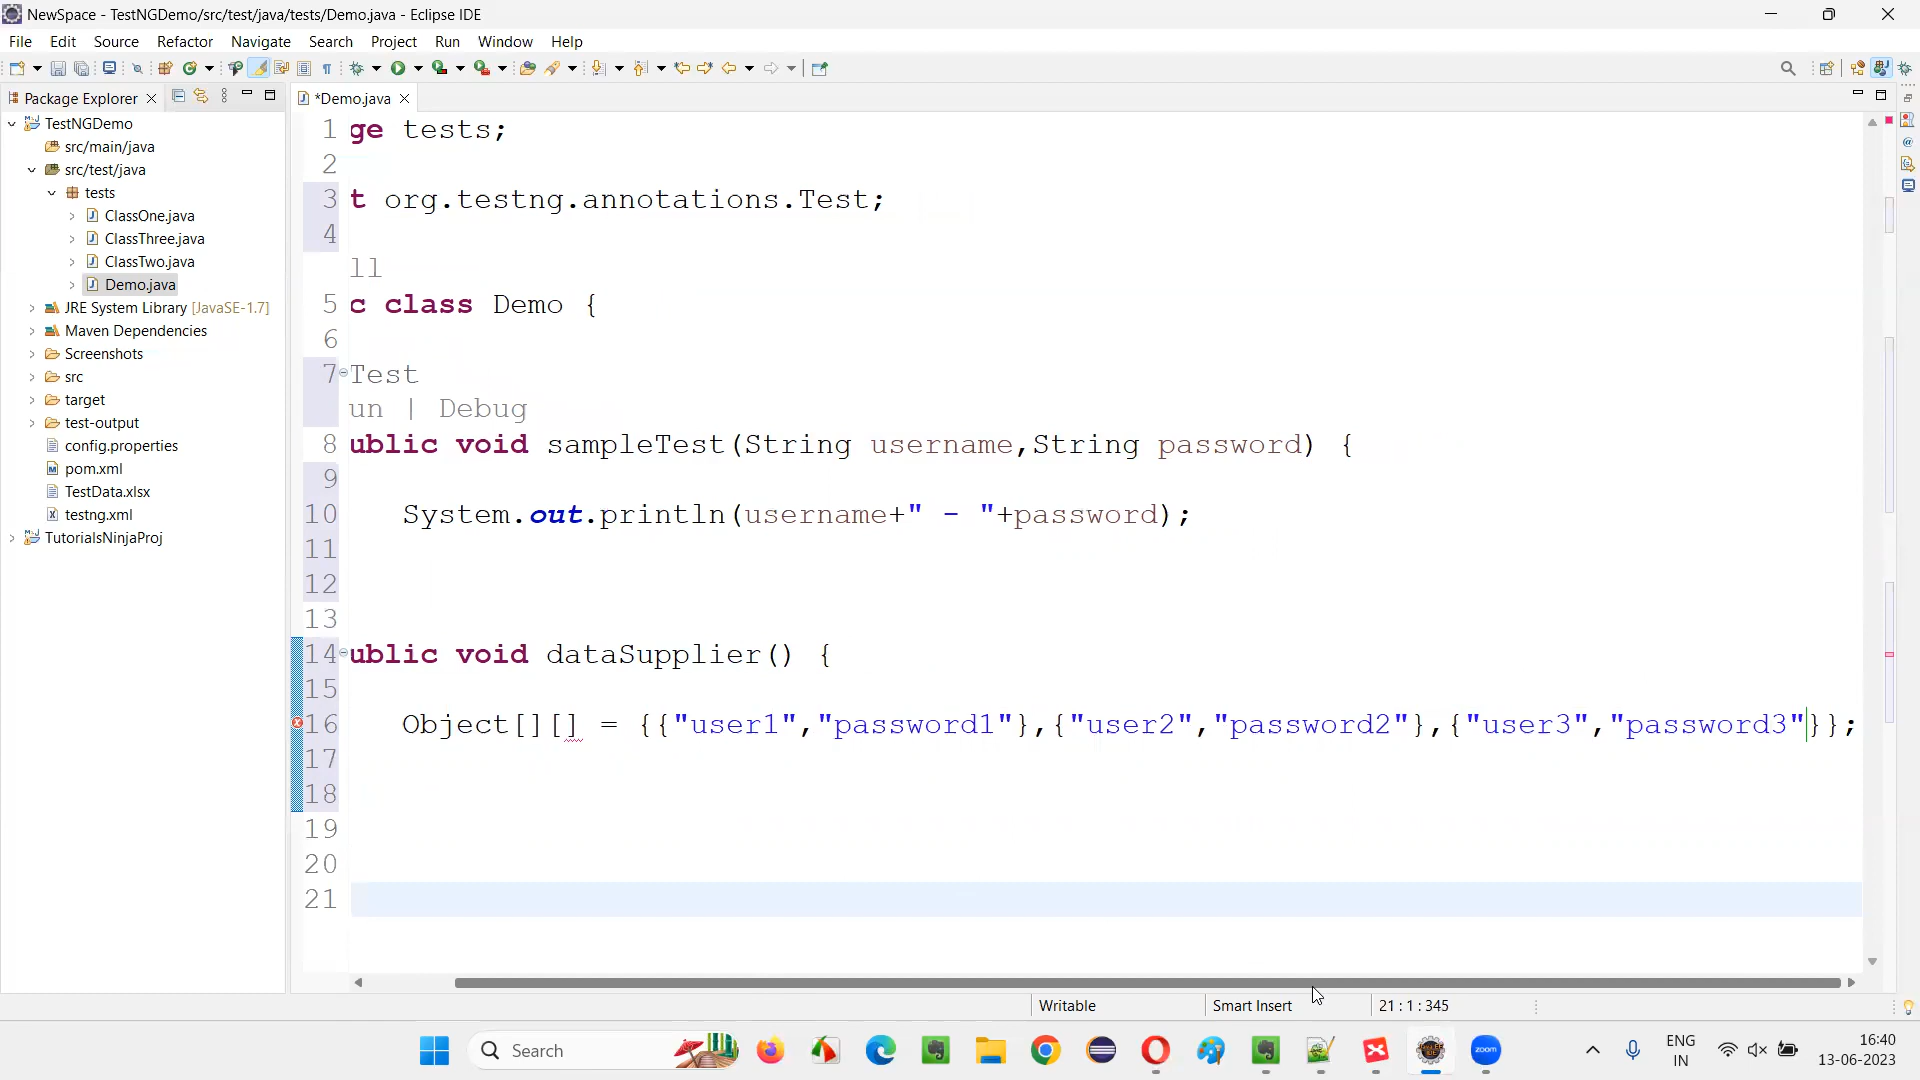 NewSpace - TestNGDemo/src/test/java/tests/Demo.java - Eclipse IDE
File Edit Source Refactor Navigate Search Project Run Window Help
Package Explorer
*Demo.java
TestNGDemo
src/main/java
src/test/java
tests
ClassOne.java
ClassThree.java
ClassTwo.java
Demo.java
JRE System Library [JavaSE-1.7]
Maven Dependencies
Screenshots
src
target
test-output
config.properties
pom.xml
TestData.xlsx
testng.xml
TutorialsNinjaProj
1 ge tests;
2
3 t org.testng.annotations.Test;
4
ll
5 c class Demo {
6
7 Test
un | Debug
8 ublic void sampleTest(String username,String password) {
9
10 System.out.println(username+" - "+password);
11
12
13
14 ublic void dataSupplier() {
15
16 Object[][] = {{"user1","password1"},{"user2","password2"},{"user3","password3"}};
17
18
19
20
21
Writable Smart Insert 21 : 1 : 345
Search
zoom
ENG
IN
16:40
13-06-2023